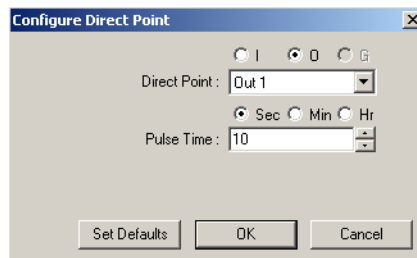 Configure Direct Point
I O G
Direct Point : Out 1
Sec Min Hr
Pulse Time : 10
Set Defaults OK Cancel